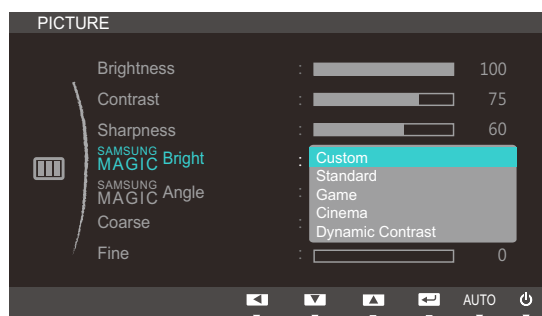 PICTURE
Brightness : 100
Contrast : 75
Sharpness : 60
SAMSUNG MAGIC Bright : Custom
Standard
SAMSUNG MAGIC Angle : Game
Cinema
Coarse : Dynamic Contrast
Fine : 0
AUTO